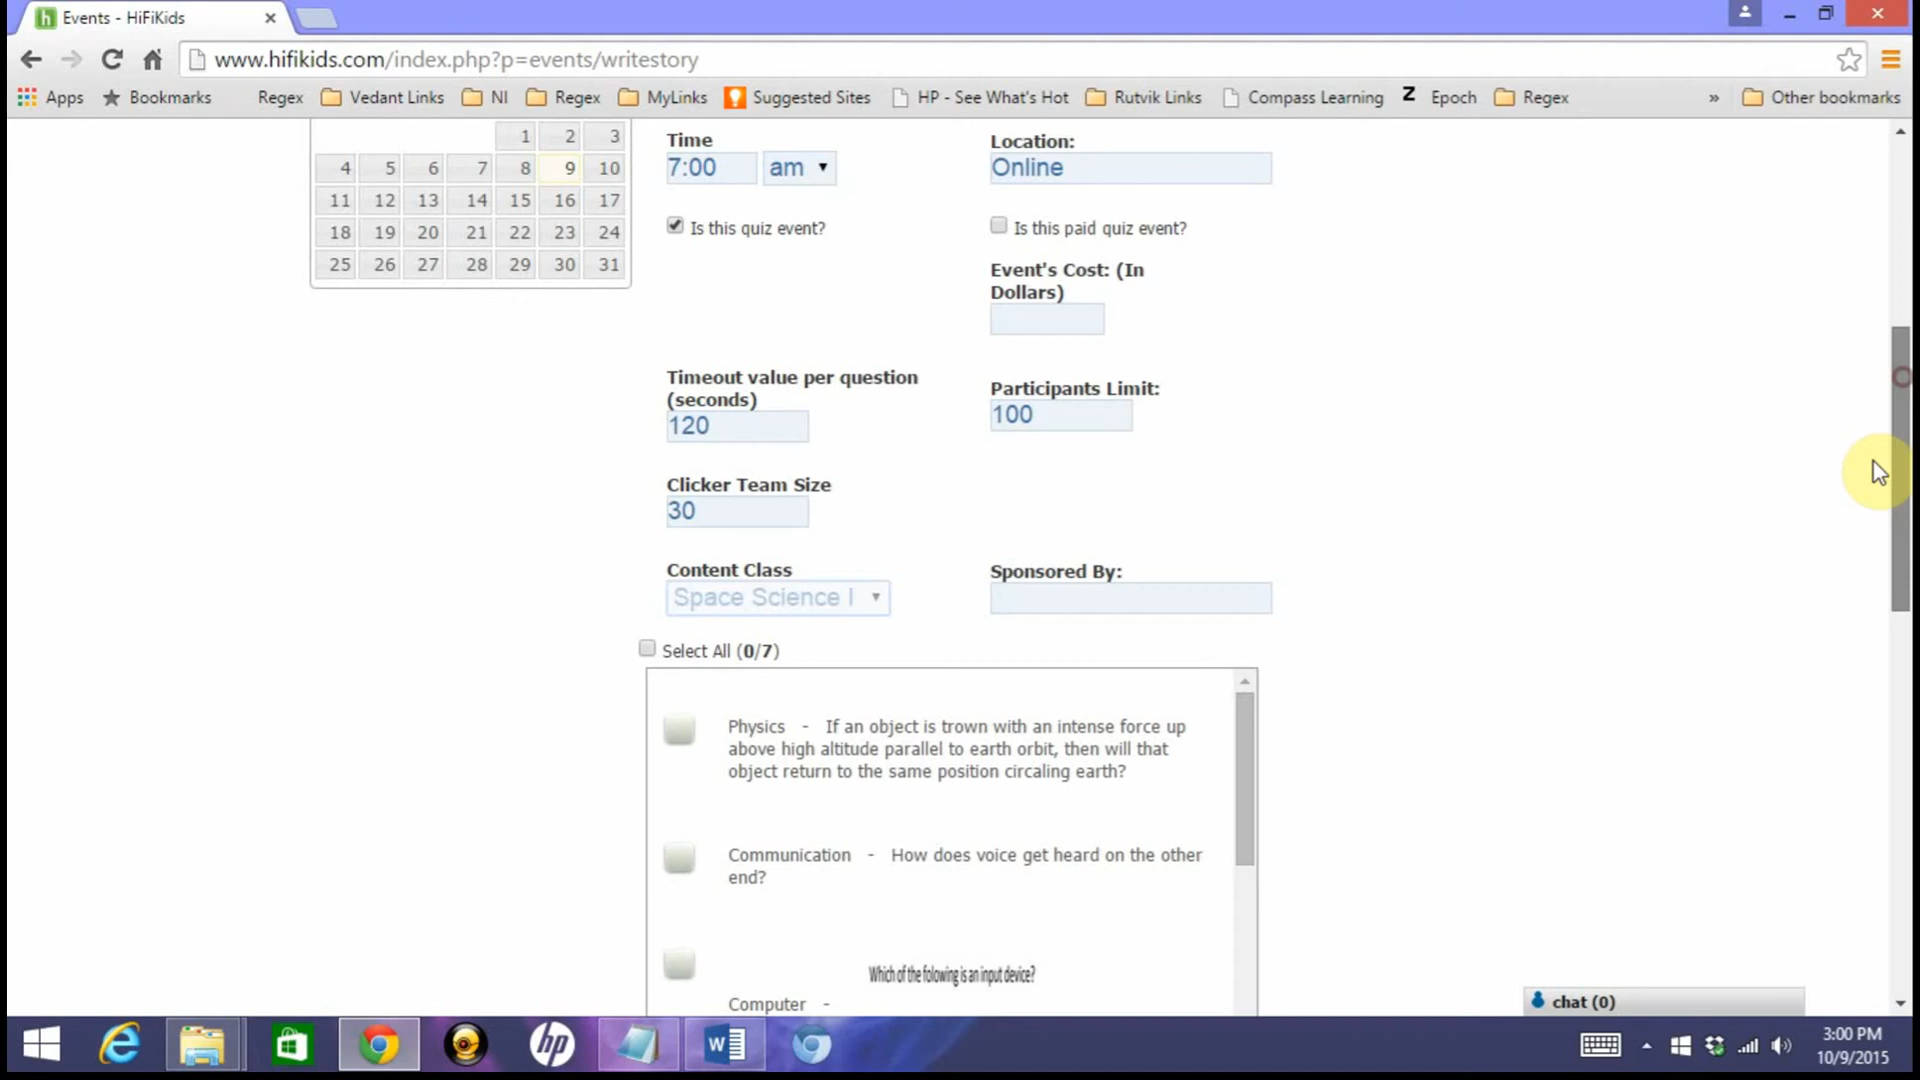 Events - HiFiKids
www.hifikids.com/index.php?p=events/writestory
Apps Bookmarks Regex Vedant Links NI Regex MyLinks Suggested Sites HP - See What's Hot Rutvik Links Compass Learning Z Epoch Regex » Other bookmarks
1 2 3
4 5 6 7 8 9 10
11 12 13 14 15 16 17
18 19 20 21 22 23 24
25 26 27 28 29 30 31
Time
7:00 am
Location:
Online
Is this quiz event?
Is this paid quiz event?
Event's Cost: (In
Dollars)
Timeout value per question
(seconds)
120
Participants Limit:
100
Clicker Team Size
30
Content Class
Space Science I
Sponsored By:
Select All (0/7)
Physics - If an object is trown with an intense force up
above high altitude parallel to earth orbit, then will that
object return to the same position circaling earth?
Communication - How does voice get heard on the other
end?
Which of the folowing is an input device?
Computer -
chat (0)
hp
W
3:00 PM
10/9/2015